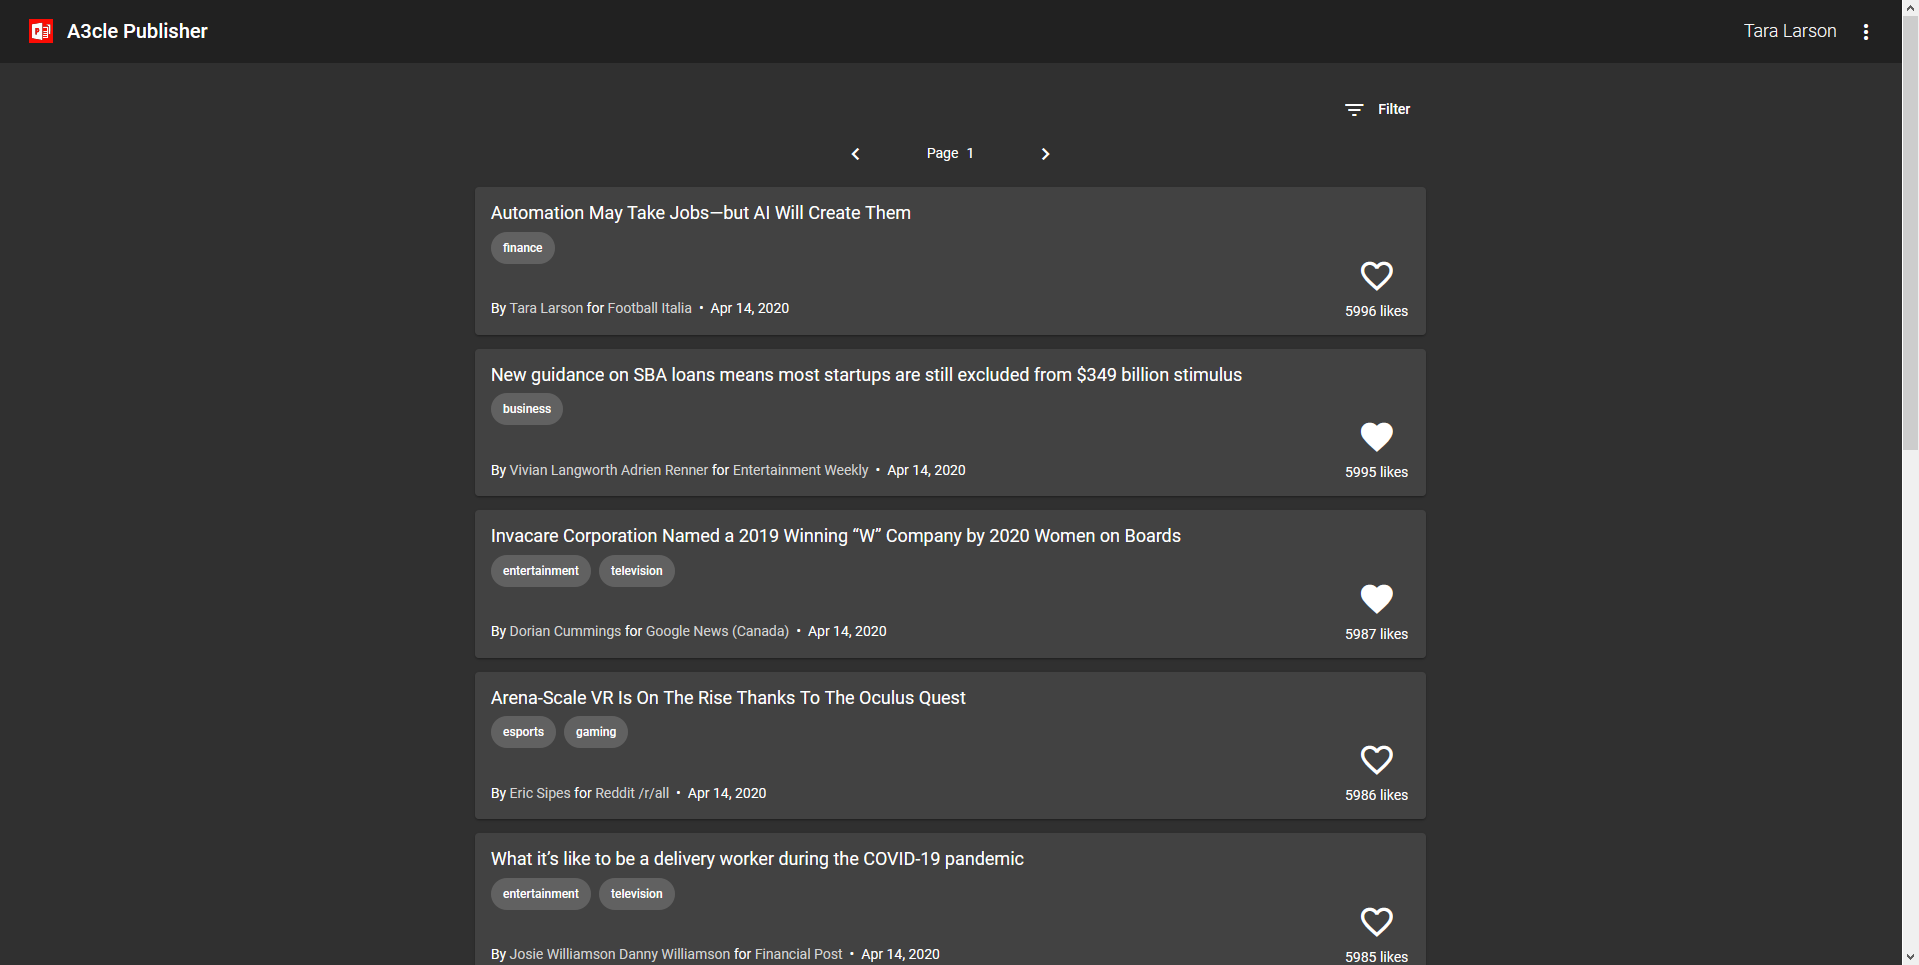 A3cle Publisher
Tara Larson
Filter
Page 1
Automation May Take Jobs—but AI Will Create Them
finance
By Tara Larson for Football Italia • Apr 14, 2020
5996 likes
New guidance on SBA loans means most startups are still excluded from $349 billion stimulus
business
By Vivian Langworth Adrien Renner for Entertainment Weekly • Apr 14, 2020
5995 likes
Invacare Corporation Named a 2019 Winning “W” Company by 2020 Women on Boards
entertainment television
By Dorian Cummings for Google News (Canada) • Apr 14, 2020
5987 likes
Arena-Scale VR Is On The Rise Thanks To The Oculus Quest
esports gaming
By Eric Sipes for Reddit /r/all • Apr 14, 2020
5986 likes
What it’s like to be a delivery worker during the COVID-19 pandemic
entertainment television
By Josie Williamson Danny Williamson for Financial Post • Apr 14, 2020
5985 likes